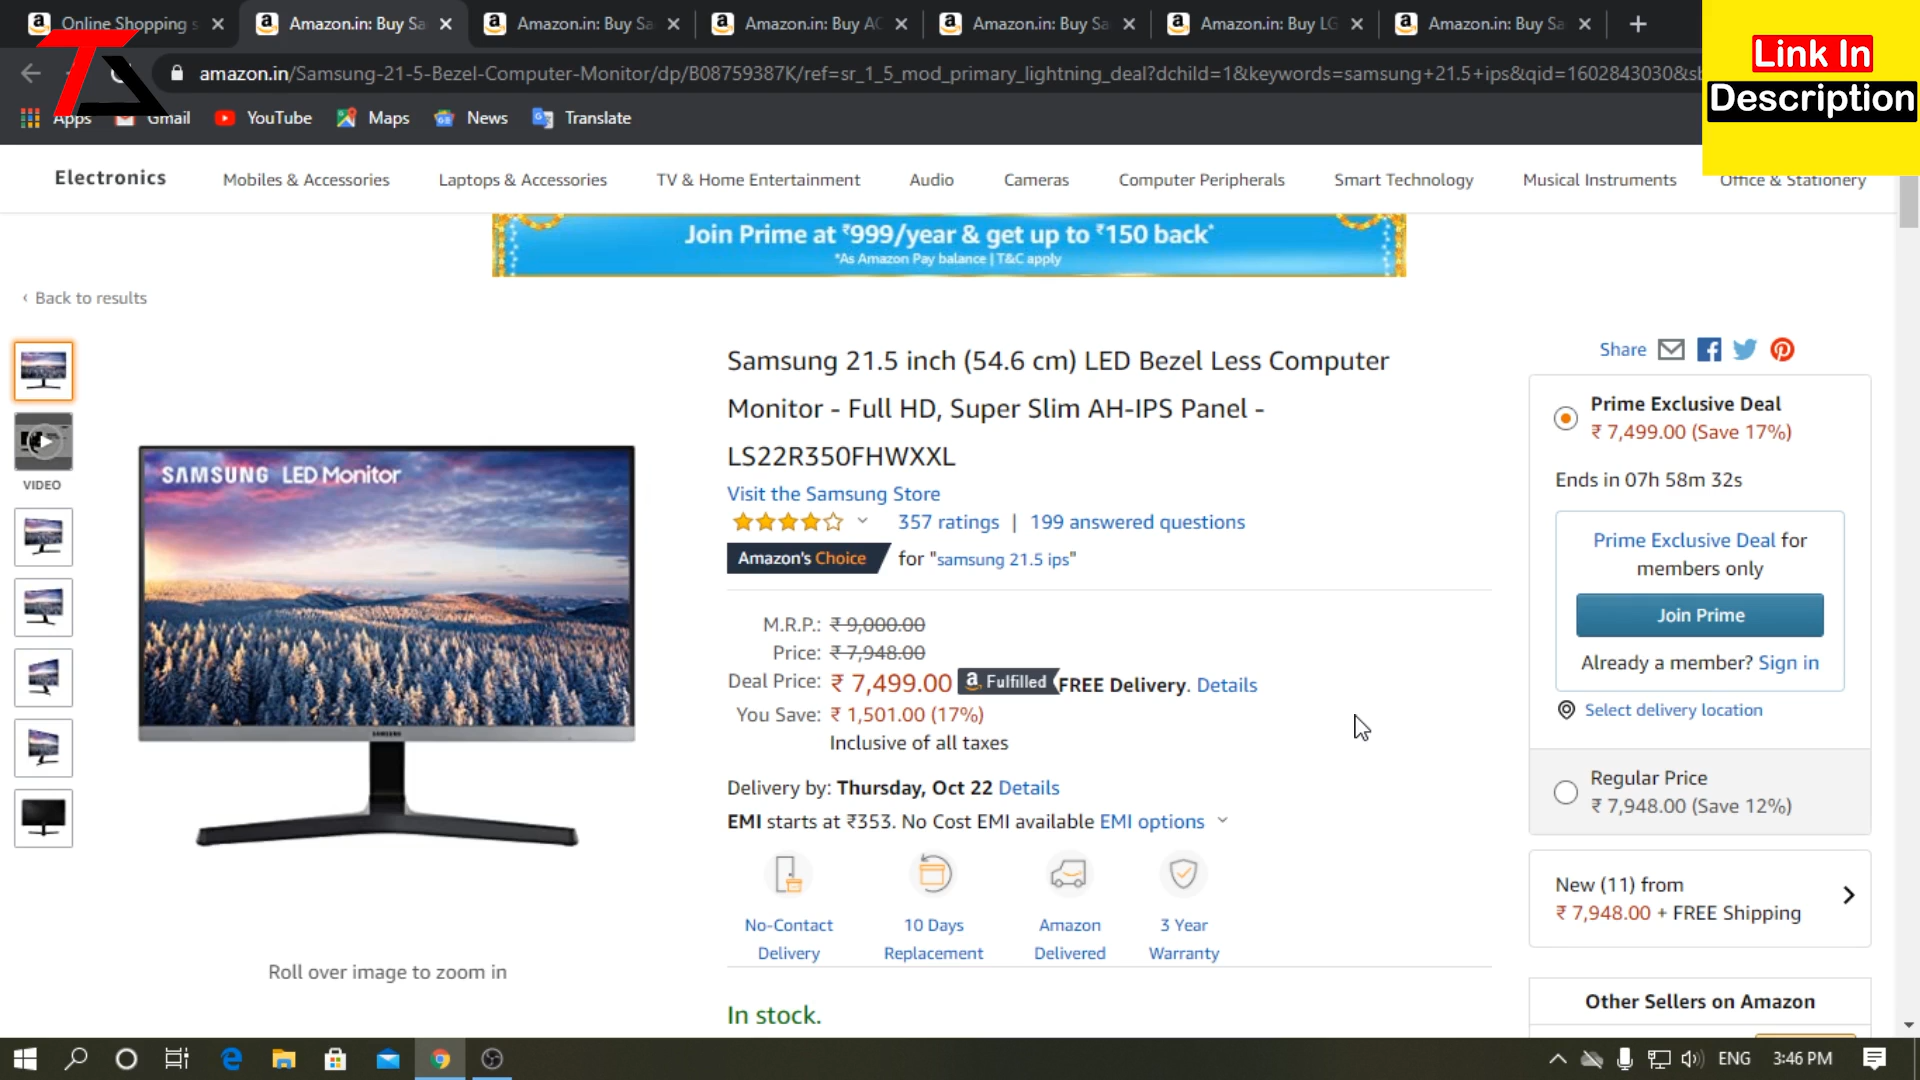 Online Shopping s
Amazon.in: Buy Sa
Amazon.in: Buy Sa
Amazon.in: Buy AO
Amazon.in: Buy Sa
Amazon.in: Buy LG
Amazon.in: Buy Sa
Link In
Description
amazon.in/Samsung-21-5-Bezel-Computer-Monitor/dp/B08759387K/ref=sr_1_5_mod_primary_lightning_deal?dchild=1&keywords=samsung+21.5+ips&qid=1602843030&s
Apps
Gmail
YouTube
Maps
News
Translate
Electronics
Mobiles & Accessories
Laptops & Accessories
TV & Home Entertainment
Audio
Cameras
Computer Peripherals
Smart Technology
Musical Instruments
Office & Stationery
Join Prime at ₹999/year & get up to ₹150 back*
*As Amazon Pay balance | T&C apply
‹ Back to results
VIDEO
SAMSUNG LED Monitor
SAMSUNG
Roll over image to zoom in
Samsung 21.5 inch (54.6 cm) LED Bezel Less Computer
Monitor - Full HD, Super Slim AH-IPS Panel -
LS22R350FHWXXL
Visit the Samsung Store
357 ratings | 199 answered questions
Amazon's Choice for "samsung 21.5 ips"
M.R.P.: ₹ 9,000.00
Price: ₹ 7,948.00
Deal Price: ₹ 7,499.00 a Fulfilled FREE Delivery. Details
You Save: ₹ 1,501.00 (17%)
Inclusive of all taxes
Delivery by: Thursday, Oct 22 Details
EMI starts at ₹353. No Cost EMI available EMI options
No-Contact
Delivery
10 Days
Replacement
Amazon
Delivered
3 Year
Warranty
In stock.
Share
Prime Exclusive Deal
₹ 7,499.00 (Save 17%)
Ends in 07h 58m 32s
Prime Exclusive Deal for
members only
Join Prime
Already a member? Sign in
Select delivery location
Regular Price
₹ 7,948.00 (Save 12%)
New (11) from
₹ 7,948.00 + FREE Shipping
Other Sellers on Amazon
ENG
3:46 PM